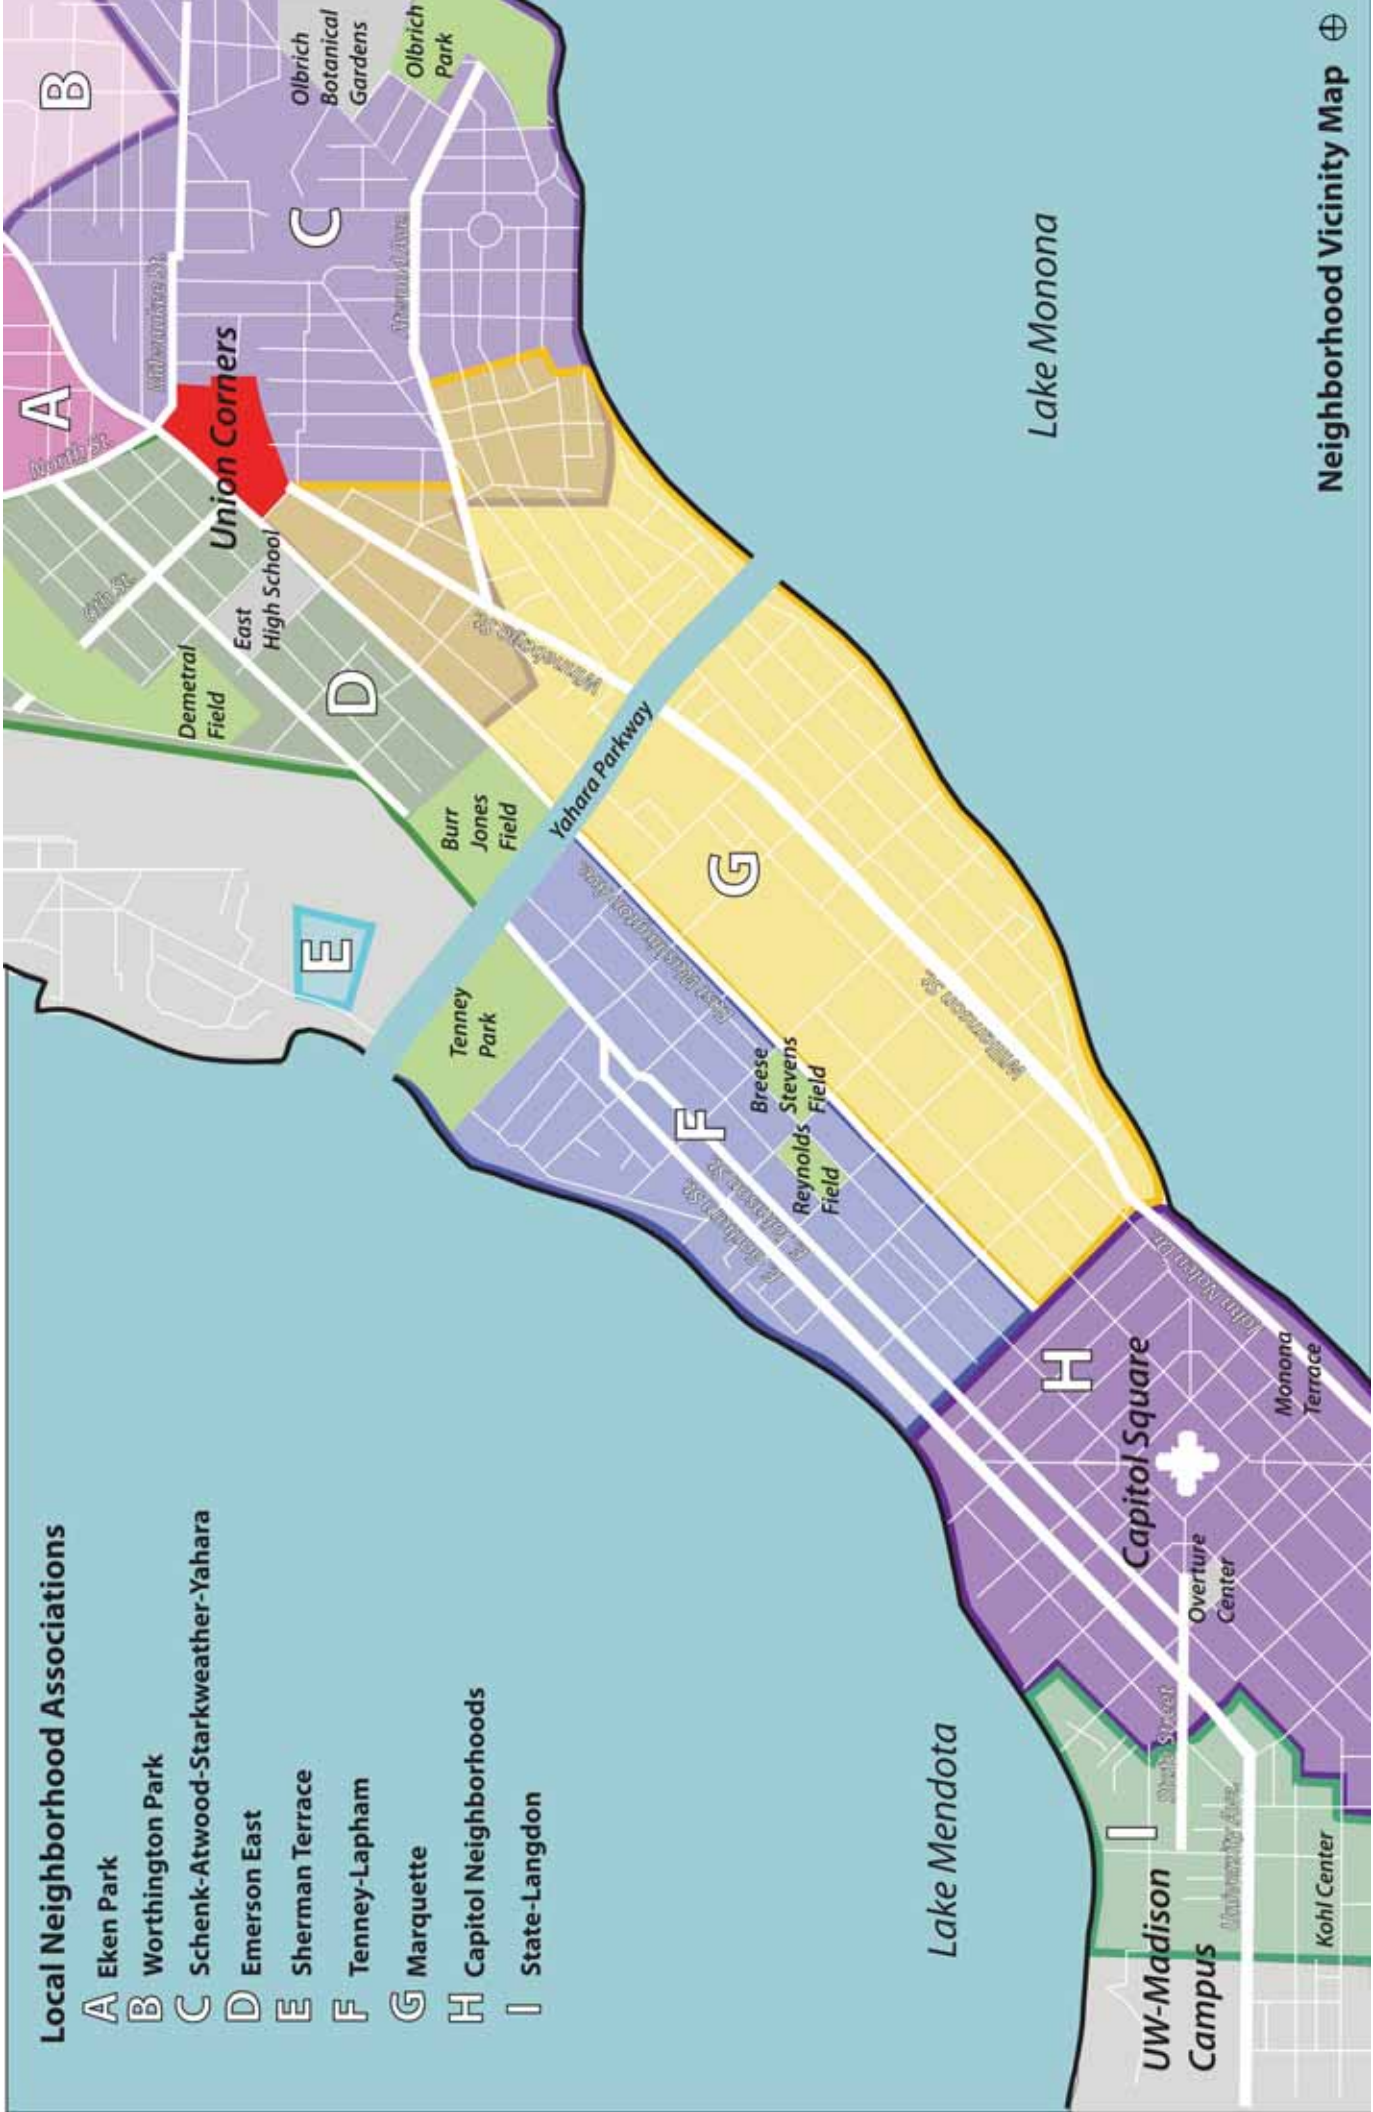 Local Neighborhood Associations
A Eken Park
B Worthington Park
C Schenk-Atwood-Starkweather-Yahara
D Emerson East
E Sherman Terrace
F Tenney-Lapham
G Marquette
H Capitol Neighborhoods
I State-Langdon
A
B
North St.
Milwaukee St.
Union Corners
C
Olbrich
Botanical
Gardens
Olbrich
Park
Atwood Ave.
6th St.
East
High School
Demetral
Field
D
Winnebago St.
Burr
Jones
Field
Yahara Parkway
E
Tenney
Park
East Washington Ave.
G
F
Breese
Stevens
Field
Reynolds
Field
Williamson St.
E. Johnson St.
E. Gorham St.
Lake Monona
John Nolen Dr.
H
Capitol Square
Monona
Terrace
Overture
Center
Lake Mendota
State Street
I
University Ave.
UW-Madison
Campus
Kohl Center
Neighborhood Vicinity Map